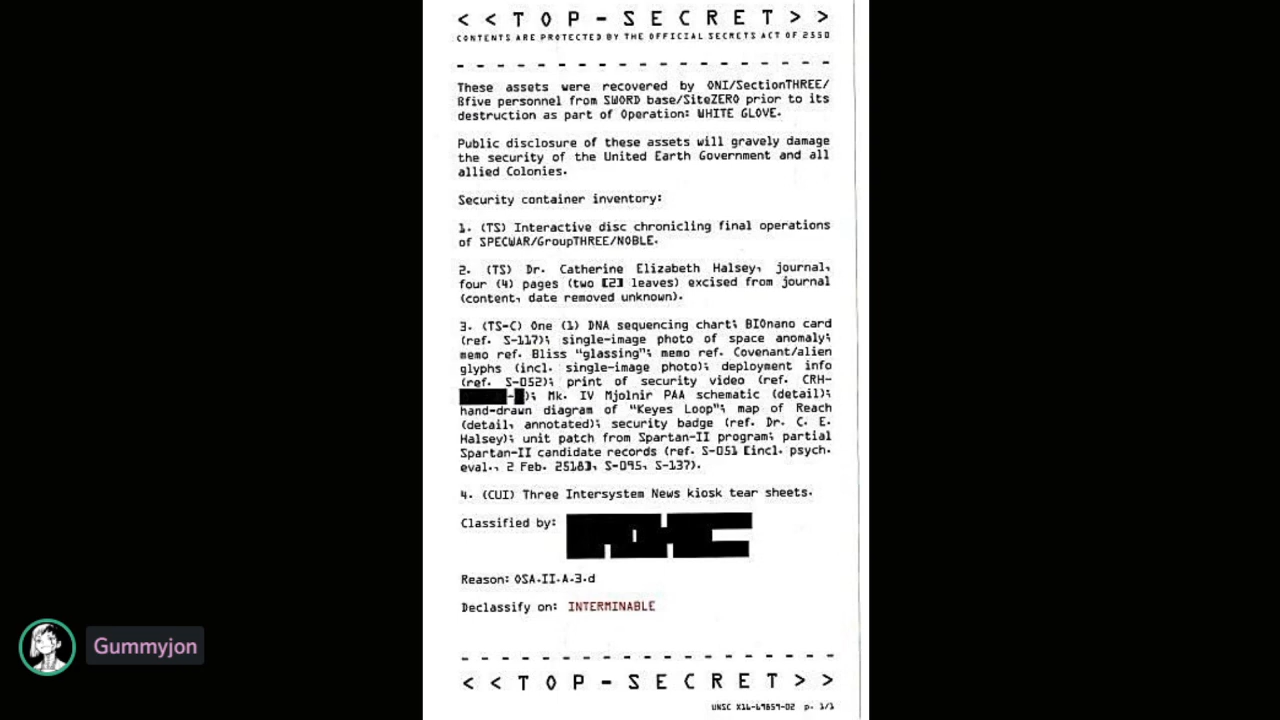 <<TOP-SECRET>>
CONTENTS ARE PROTECTED BY THE OFFICIAL SECRETS ACT OF 2550
- - - - - - - - - - - - - - - - - - -
These assets were recovered by ONI/SectionTHREE/
Bfive personnel from SWORD base/SiteZERO prior to its
destruction as part of Operation: WHITE GLOVE.
Public disclosure of these assets will gravely damage
the security of the United Earth Government and all
allied Colonies.
Security container inventory:
1. (TS) Interactive disc chronicling final operations
of SPECWAR/GroupTHREE/NOBLE.
2. (TS) Dr. Catherine Elizabeth Halsey, journal,
four (4) pages (two [2] leaves) excised from journal
(content, date removed unknown).
3. (TS-C) One (1) DNA sequencing chart; BIOnano card
(ref. S-117); single-image photo of space anomaly;
memo ref. Bliss "glassing"; memo ref. Covenant/alien
glyphs (incl. single-image photo); deployment info
(ref. S-052); print of security video (ref. CRH-
- ); Mk. IV Mjolnir PAA schematic (detail);
hand-drawn diagram of "Keyes Loop"; map of Reach
(detail, annotated); security badge (ref. Dr. C. E.
Halsey); unit patch from Spartan-II program; partial
Spartan-II candidate records (ref. S-051 [incl. psych.
eval., 2 Feb. 2518], S-095, S-137).
4. (CUI) Three Intersystem News kiosk tear sheets.
Classified by:
Reason: OSA.II.A.3.d
Declassify on: INTERMINABLE
- - - - - - - - - - - - - - - - - - -
<<TOP-SECRET>>
UNSC X16-69859-02 p. 1/1
Gummyjon